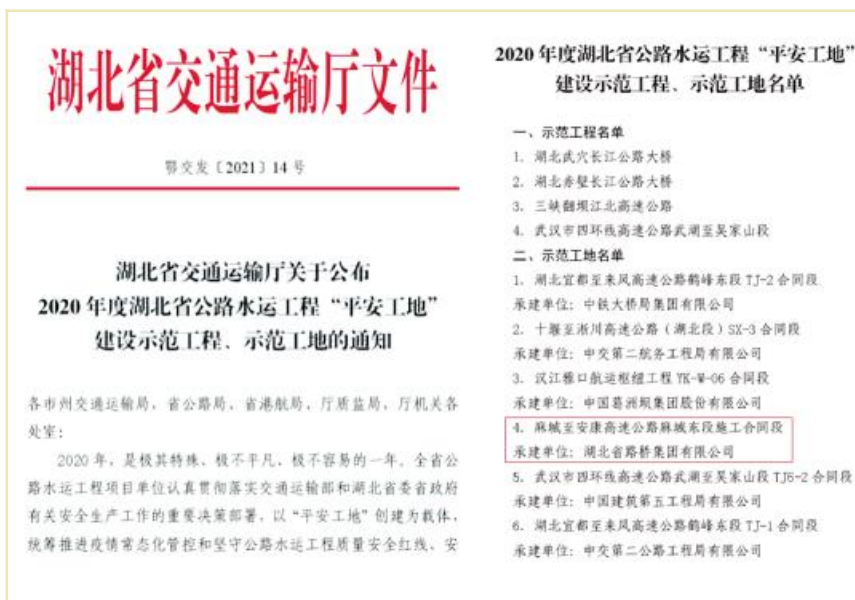 湖北省交通运输厅文件
鄂交发〔2021〕14 号
湖北省交通运输厅关于公布
2020 年度湖北省公路水运工程“平安工地”
建设示范工程、示范工地的通知
各市州交通运输局，省公路局、省港航局、厅质监局、厅机关各
处室：
2020 年，是极其特殊、极不平凡、极不容易的一年。全省公
路水运工程项目单位认真贯彻落实交通运输部和湖北省委省政府
有关安全生产工作的重要决策部署，以“平安工地”创建为载体，
统筹推进疫情常态化管控和坚守公路水运工程质量安全红线、安
2020 年度湖北省公路水运工程“平安工地”
建设示范工程、示范工地名单
一、示范工程名单
1. 湖北武穴长江公路大桥
2. 湖北赤壁长江公路大桥
3. 三峡翻坝江北高速公路
4. 武汉市四环线高速公路武湖至吴家山段
二、示范工地名单
1. 湖北宜都至来凤高速公路鹤峰东段 TJ-2 合同段
承建单位：中铁大桥局集团有限公司
2. 十堰至淅川高速公路（湖北段）SX-3 合同段
承建单位：中交第二航务工程局有限公司
3. 汉江雅口航运枢纽工程 YK-W-06 合同段
承建单位：中国葛洲坝集团股份有限公司
4. 麻城至安康高速公路麻城东段施工合同段
承建单位：湖北省路桥集团有限公司
5. 武汉市四环线高速公路武湖至吴家山段 TJ6-2 合同段
承建单位：中国建筑第五工程局有限公司
6. 湖北宜都至来凤高速公路鹤峰东段 TJ-1 合同段
承建单位：中交第二公路工程局有限公司